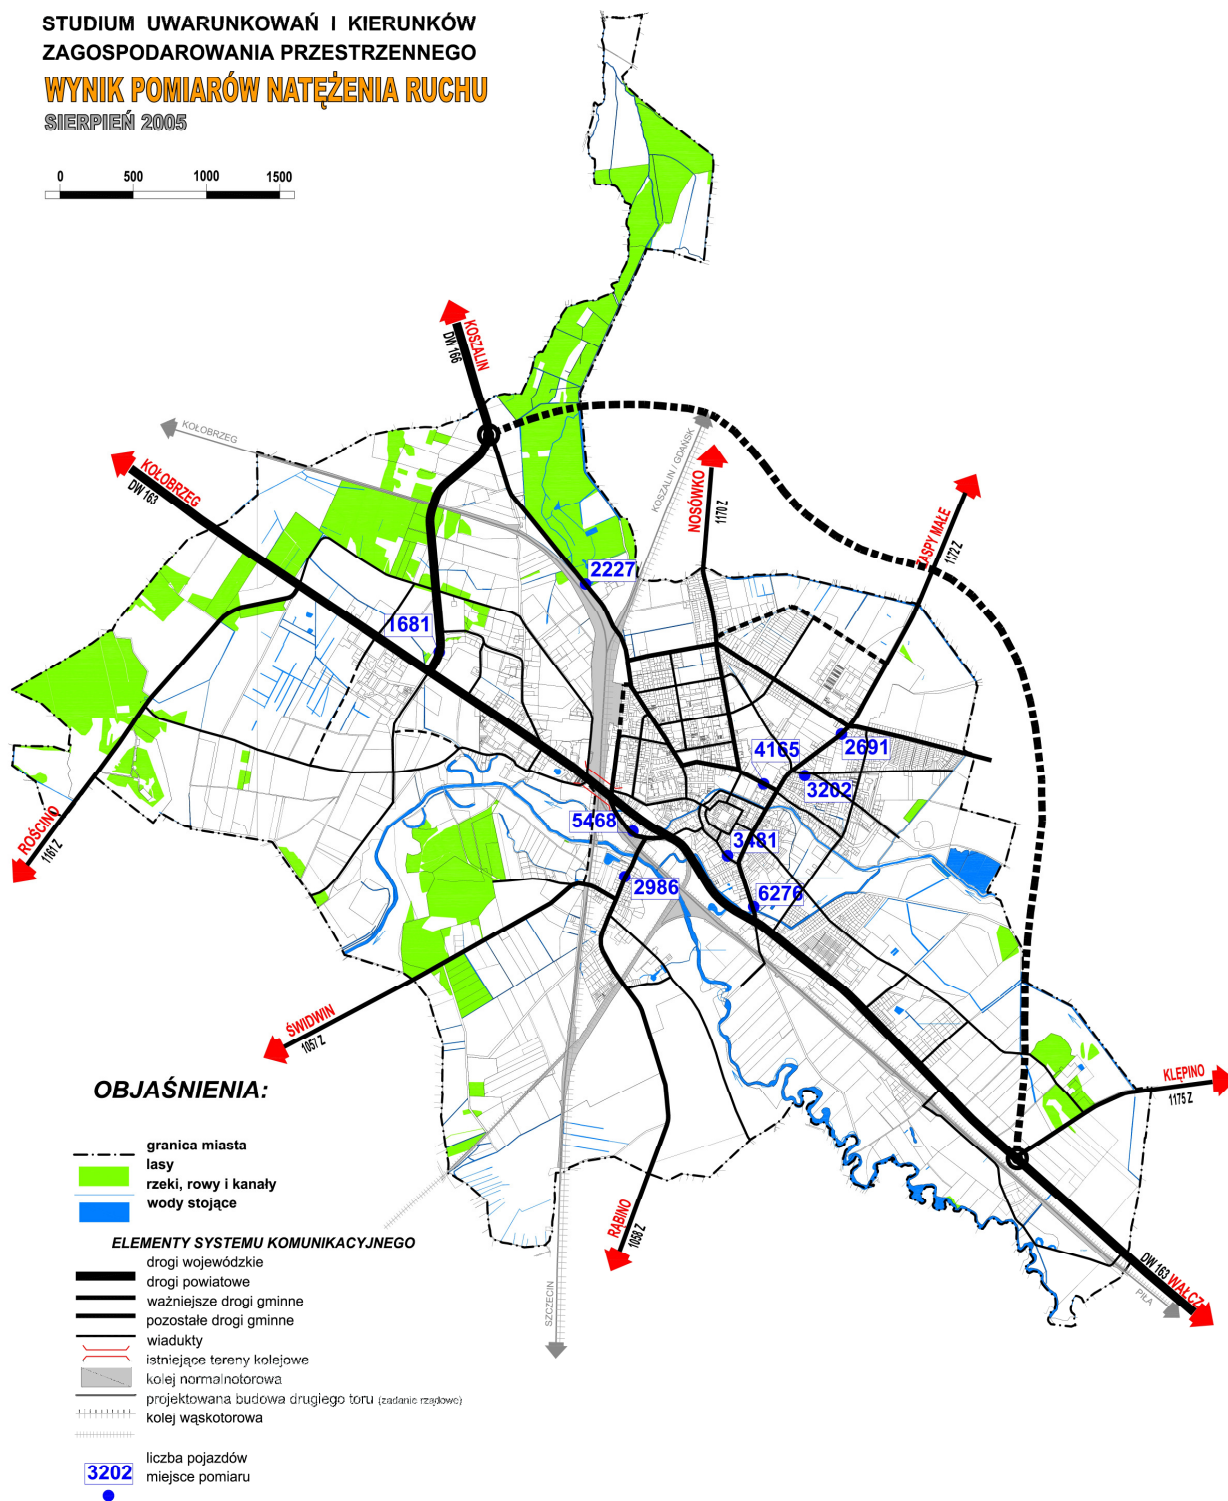 STUDIUM UWARUNKOWAŃ I KIERUNKÓW
ZAGOSPODAROWANIA PRZESTRZENNEGO
WYNIK POMIARÓW NATĘŻENIA RUCHU
SIERPIEŃ 2005
0 500 1000 1500
KOSZALIN
DW 166
KOŁOBRZEG
KOŁOBRZEG
DW 163
KOSZALIN / GDAŃSK
NOSÓWKO
1170 Z
ZASPY MAŁE
1172 Z
2227
1681
4165
2691
3202
5468
3481
2986
6276
ROŚCINO
1161 Z
ŚWIDWIN
1057 Z
KLĘPINO
1175 Z
RĄBINO
1058 Z
SZCZECIN
DW 163
WAŁCZ
PIŁA
OBJAŚNIENIA:
granica miasta
lasy
rzeki, rowy i kanały
wody stojące
ELEMENTY SYSTEMU KOMUNIKACYJNEGO
drogi wojewódzkie
drogi powiatowe
ważniejsze drogi gminne
pozostałe drogi gminne
wiadukty
istniejące tereny kolejowe
kolej normalnotorowa
projektowana budowa drugiego toru (zadanie rządowe)
kolej wąskotorowa
liczba pojazdów
3202
miejsce pomiaru